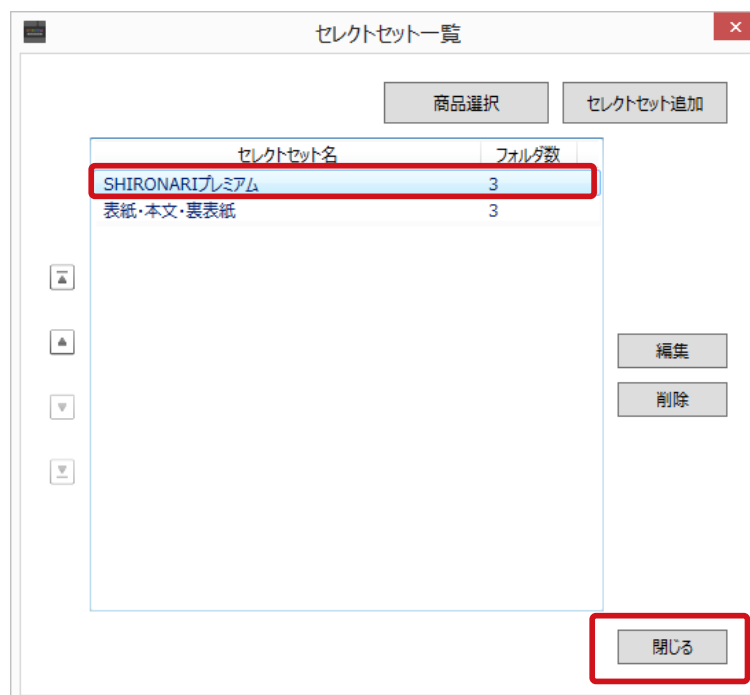 セレクトセット一覧
商品選択 セレクトセット追加
セレクトセット名 フォルダ数
SHIRONARIプレミアム 3
表紙・本文・裏表紙 3
編集
削除
閉じる